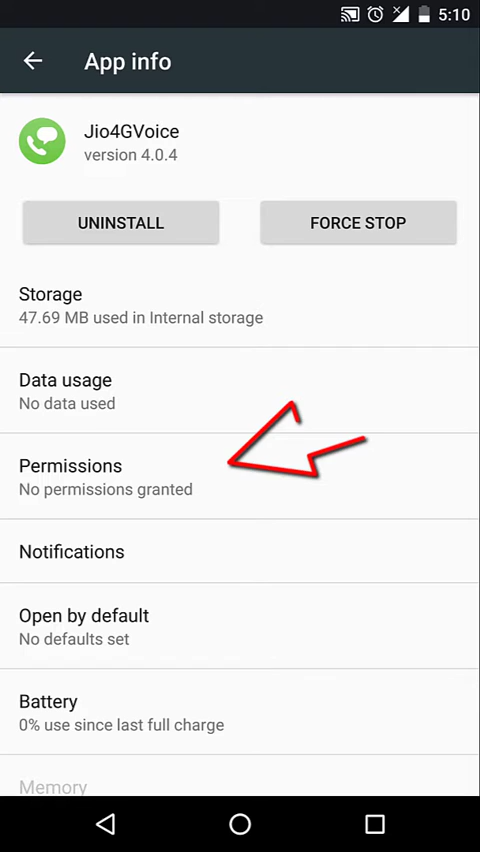 5:10
App info
Jio4GVoice
version 4.0.4
UNINSTALL
FORCE STOP
Storage
47.69 MB used in Internal storage
Data usage
No data used
Permissions
No permissions granted
Notifications
Open by default
No defaults set
Battery
0% use since last full charge
Memory